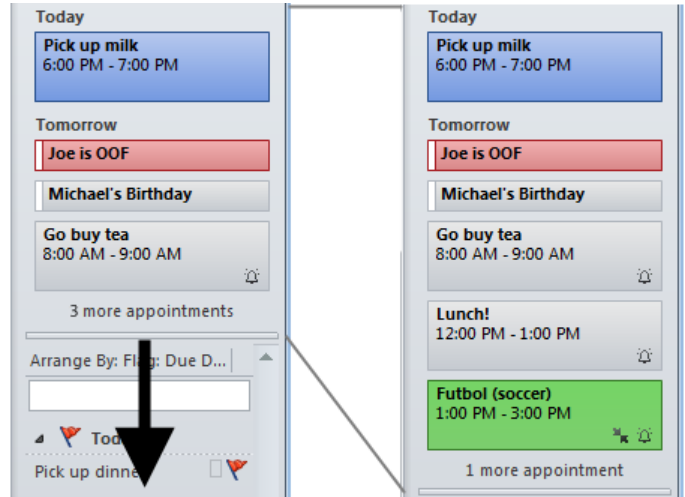 Today
Pick up milk
6:00 PM - 7:00 PM
Tomorrow
Joe is OOF
Michael's Birthday
Go buy tea
8:00 AM - 9:00 AM
3 more appointments
Arrange By: Flag: Due D...
Pick up
Today
Pick up milk
6:00 PM - 7:00 PM
Tomorrow
Joe is OOF
Michael's Birthday
Go buy tea
8:00 AM - 9:00 AM
Lunch!
12:00 PM - 1:00 PM
Futbol (soccer)
1:00 PM - 3:00 PM
1 more appointment